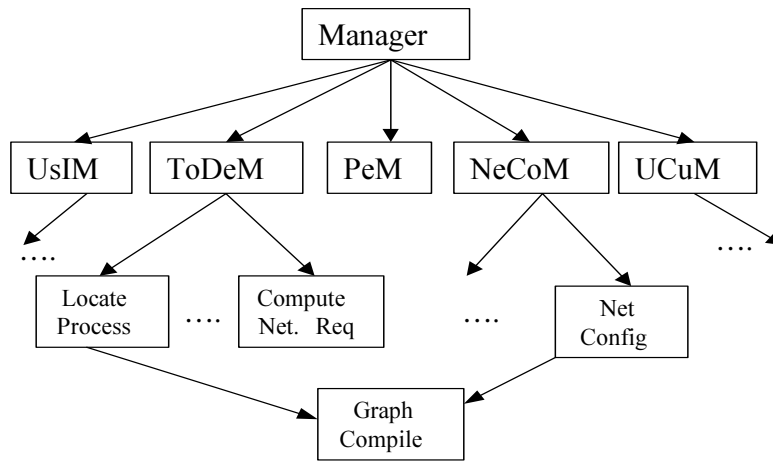 Manager
UsIM
ToDeM
PeM
NeCoM
UCuM
....
....
Locate
Process
....
Compute
Net. Req
....
Net
Config
Graph
Compile